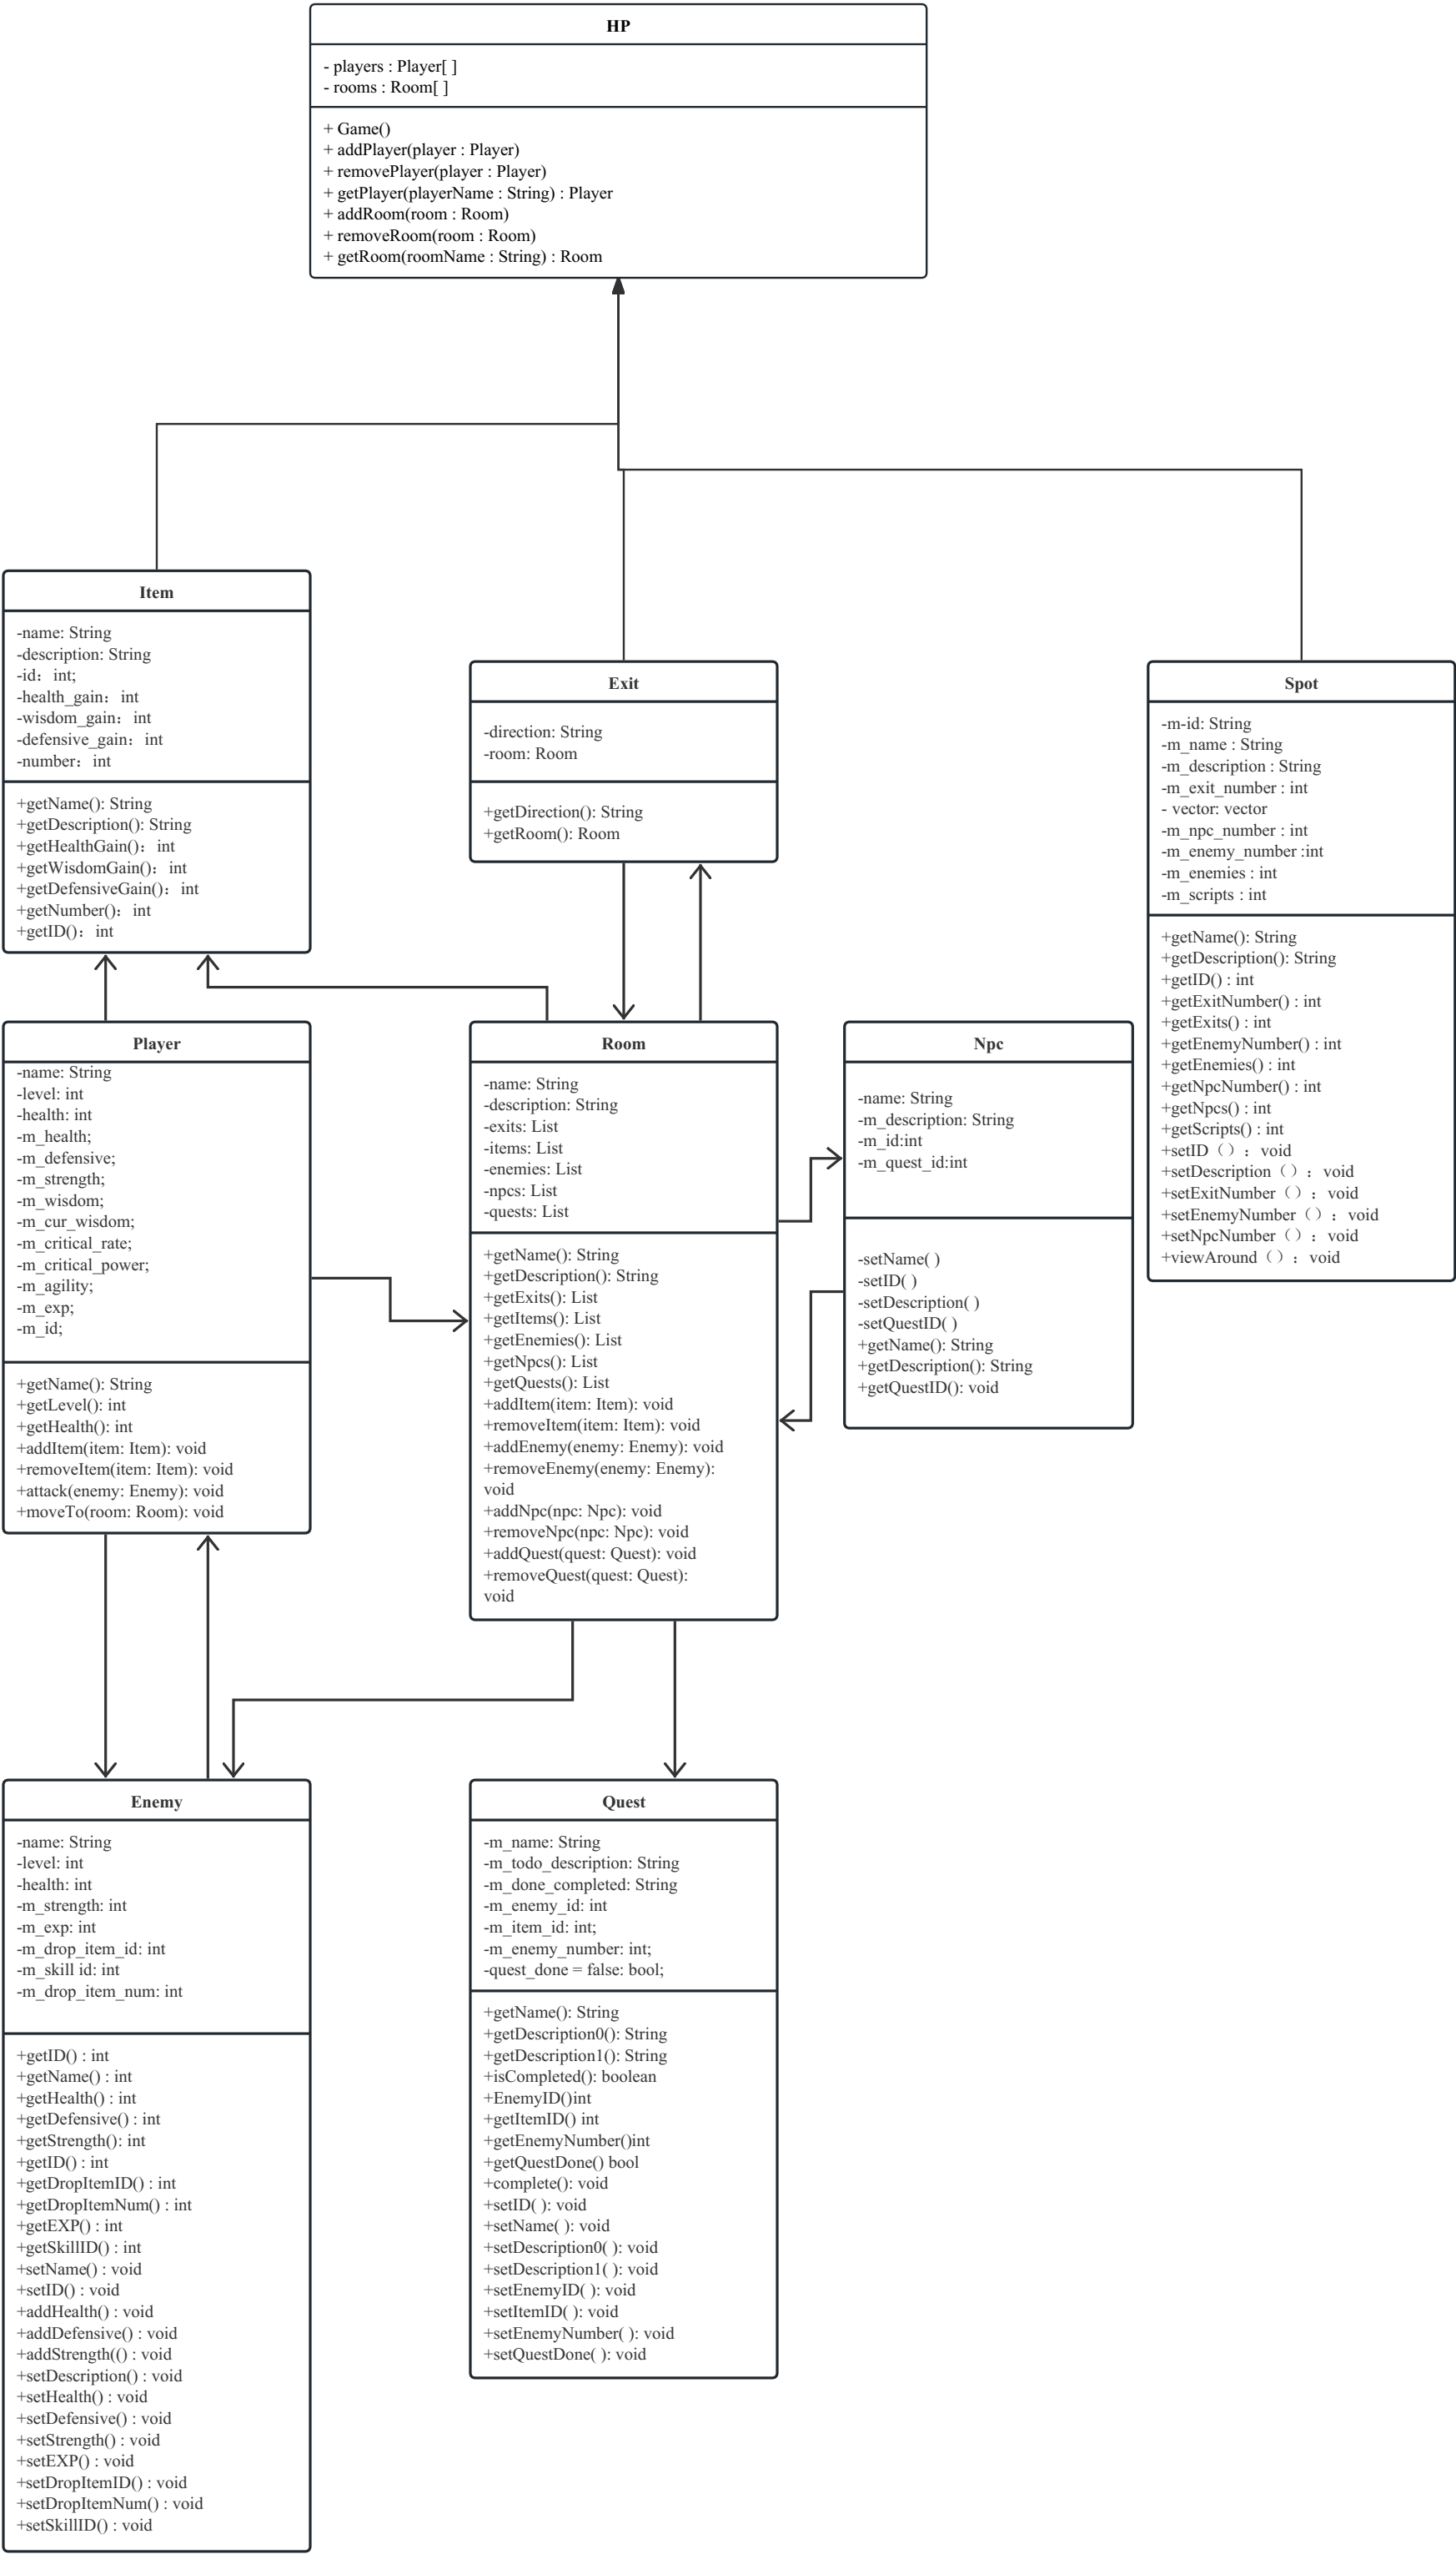 HP
- players : Player[ ]
- rooms : Room[ ]
+ Game()
+ addPlayer(player : Player)
+ removePlayer(player : Player)
+ getPlayer(playerName : String) : Player
+ addRoom(room : Room)
+ removeRoom(room : Room)
+ getRoom(roomName : String) : Room
Item
-name: String
-description: String
-id：int;
-health_gain：int
-wisdom_gain：int
-defensive_gain：int
-number：int
+getName(): String
+getDescription(): String
+getHealthGain()：int
+getWisdomGain()：int
+getDefensiveGain()：int
+getNumber()：int
+getID()：int
Exit
-direction: String
-room: Room
+getDirection(): String
+getRoom(): Room
Spot
-m-id: String
-m_name : String
-m_description : String
-m_exit_number : int
- vector: vector
-m_npc_number : int
-m_enemy_number :int
-m_enemies : int
-m_scripts : int
+getName(): String
+getDescription(): String
+getID() : int
+getExitNumber() : int
+getExits() : int
+getEnemyNumber() : int
+getEnemies() : int
+getNpcNumber() : int
+getNpcs() : int
+getScripts() : int
+setID（）：void
+setDescription（）：void
+setExitNumber（）：void
+setEnemyNumber（）：void
+setNpcNumber（）：void
+viewAround（）：void
Player
-name: String
-level: int
-health: int
-m_health;
-m_defensive;
-m_strength;
-m_wisdom;
-m_cur_wisdom;
-m_critical_rate;
-m_critical_power;
-m_agility;
-m_exp;
-m_id;
+getName(): String
+getLevel(): int
+getHealth(): int
+addItem(item: Item): void
+removeItem(item: Item): void
+attack(enemy: Enemy): void
+moveTo(room: Room): void
Room
-name: String
-description: String
-exits: List
-items: List
-enemies: List
-npcs: List
-quests: List
+getName(): String
+getDescription(): String
+getExits(): List
+getItems(): List
+getEnemies(): List
+getNpcs(): List
+getQuests(): List
+addItem(item: Item): void
+removeItem(item: Item): void
+addEnemy(enemy: Enemy): void
+removeEnemy(enemy: Enemy):
void
+addNpc(npc: Npc): void
+removeNpc(npc: Npc): void
+addQuest(quest: Quest): void
+removeQuest(quest: Quest):
void
Npc
-name: String
-m_description: String
-m_id:int
-m_quest_id:int
-setName( )
-setID( )
-setDescription( )
-setQuestID( )
+getName(): String
+getDescription(): String
+getQuestID(): void
Enemy
-name: String
-level: int
-health: int
-m_strength: int
-m_exp: int
-m_drop_item_id: int
-m_skill id: int
-m_drop_item_num: int
+getID() : int
+getName() : int
+getHealth() : int
+getDefensive() : int
+getStrength(): int
+getID() : int
+getDropItemID() : int
+getDropItemNum() : int
+getEXP() : int
+getSkillID() : int
+setName() : void
+setID() : void
+addHealth() : void
+addDefensive() : void
+addStrength(() : void
+setDescription() : void
+setHealth() : void
+setDefensive() : void
+setStrength() : void
+setEXP() : void
+setDropItemID() : void
+setDropItemNum() : void
+setSkillID() : void
Quest
-m_name: String
-m_todo_description: String
-m_done_completed: String
-m_enemy_id: int
-m_item_id: int;
-m_enemy_number: int;
-quest_done = false: bool;
+getName(): String
+getDescription0(): String
+getDescription1(): String
+isCompleted(): boolean
+EnemyID()int
+getItemID() int
+getEnemyNumber()int
+getQuestDone() bool
+complete(): void
+setID( ): void
+setName( ): void
+setDescription0( ): void
+setDescription1( ): void
+setEnemyID( ): void
+setItemID( ): void
+setEnemyNumber( ): void
+setQuestDone( ): void